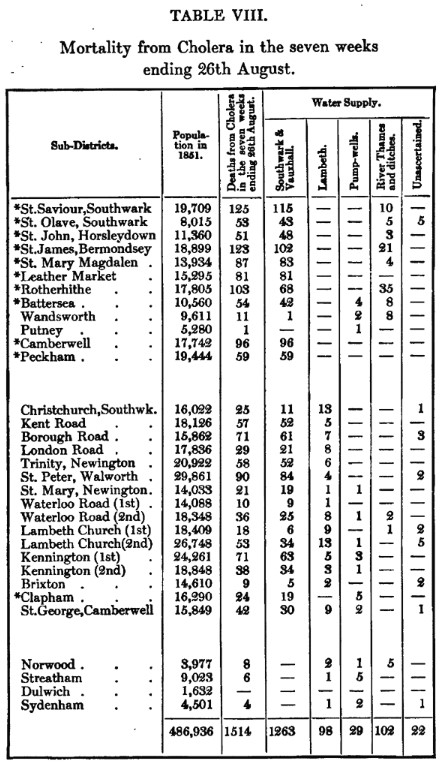 TABLE VIII.
Mortality from Cholera in the seven weeks
ending 26th August.
Sub-Districts. Popula-tion in 1851. Deaths from Cholera in the seven weeks ending 26th August. Water Supply.
Southwark & Vauxhall. Lambeth. Pump-wells. River Thames and ditches. Unascertained.
*St.Saviour,Southwark 19,709 125 115 — — 10 —
*St. Olave, Southwark 8,015 53 43 — — 5 5
*St. John, Horsleydown 11,360 51 48 — — 3 —
*St.James,Bermondsey 18,899 123 102 — — 21 —
*St. Mary Magdalen . 13,934 87 83 — — 4 —
*Leather Market . 15,295 81 81 — — — —
*Rotherhithe . . 17,805 103 68 — — 35 —
*Battersea . . . 10,560 54 42 — 4 8 —
Wandsworth . . 9,611 11 1 — 2 8 —
Putney . . . 5,280 1 — — 1 — —
*Camberwell . . 17,742 96 96 — — — —
*Peckham . . . 19,444 59 59 — — — —
Christchurch,Southwk. 16,022 25 11 13 — — 1
Kent Road . . 18,126 57 52 5 — — —
Borough Road . . 15,862 71 61 7 — — 3
London Road . . 17,836 29 21 8 — — —
Trinity, Newington . 20,922 58 52 6 — — —
St. Peter, Walworth . 29,861 90 84 4 — — 2
St. Mary, Newington . 14,033 21 19 1 1 — —
Waterloo Road (1st) . 14,088 10 9 1 — — —
Waterloo Road (2nd) 18,348 36 25 8 1 2 —
Lambeth Church (1st) 18,409 18 6 9 — 1 2
Lambeth Church(2nd) 26,748 53 34 13 1 — 5
Kennington (1st) . 24,261 71 63 5 3 — —
Kennington (2nd) . 18,848 38 34 3 1 — —
Brixton . . . 14,610 9 5 2 — — 2
*Clapham . . . 16,290 24 19 — 5 — —
St.George,Camberwell 15,849 42 30 9 2 — 1
Norwood . . . 3,977 8 — 2 1 5 —
Streatham . . 9,023 6 — 1 5 — —
Dulwich . . . 1,632 — — — — — —
Sydenham . . 4,501 4 — 1 2 — 1
486,936 1514 1263 98 29 102 22